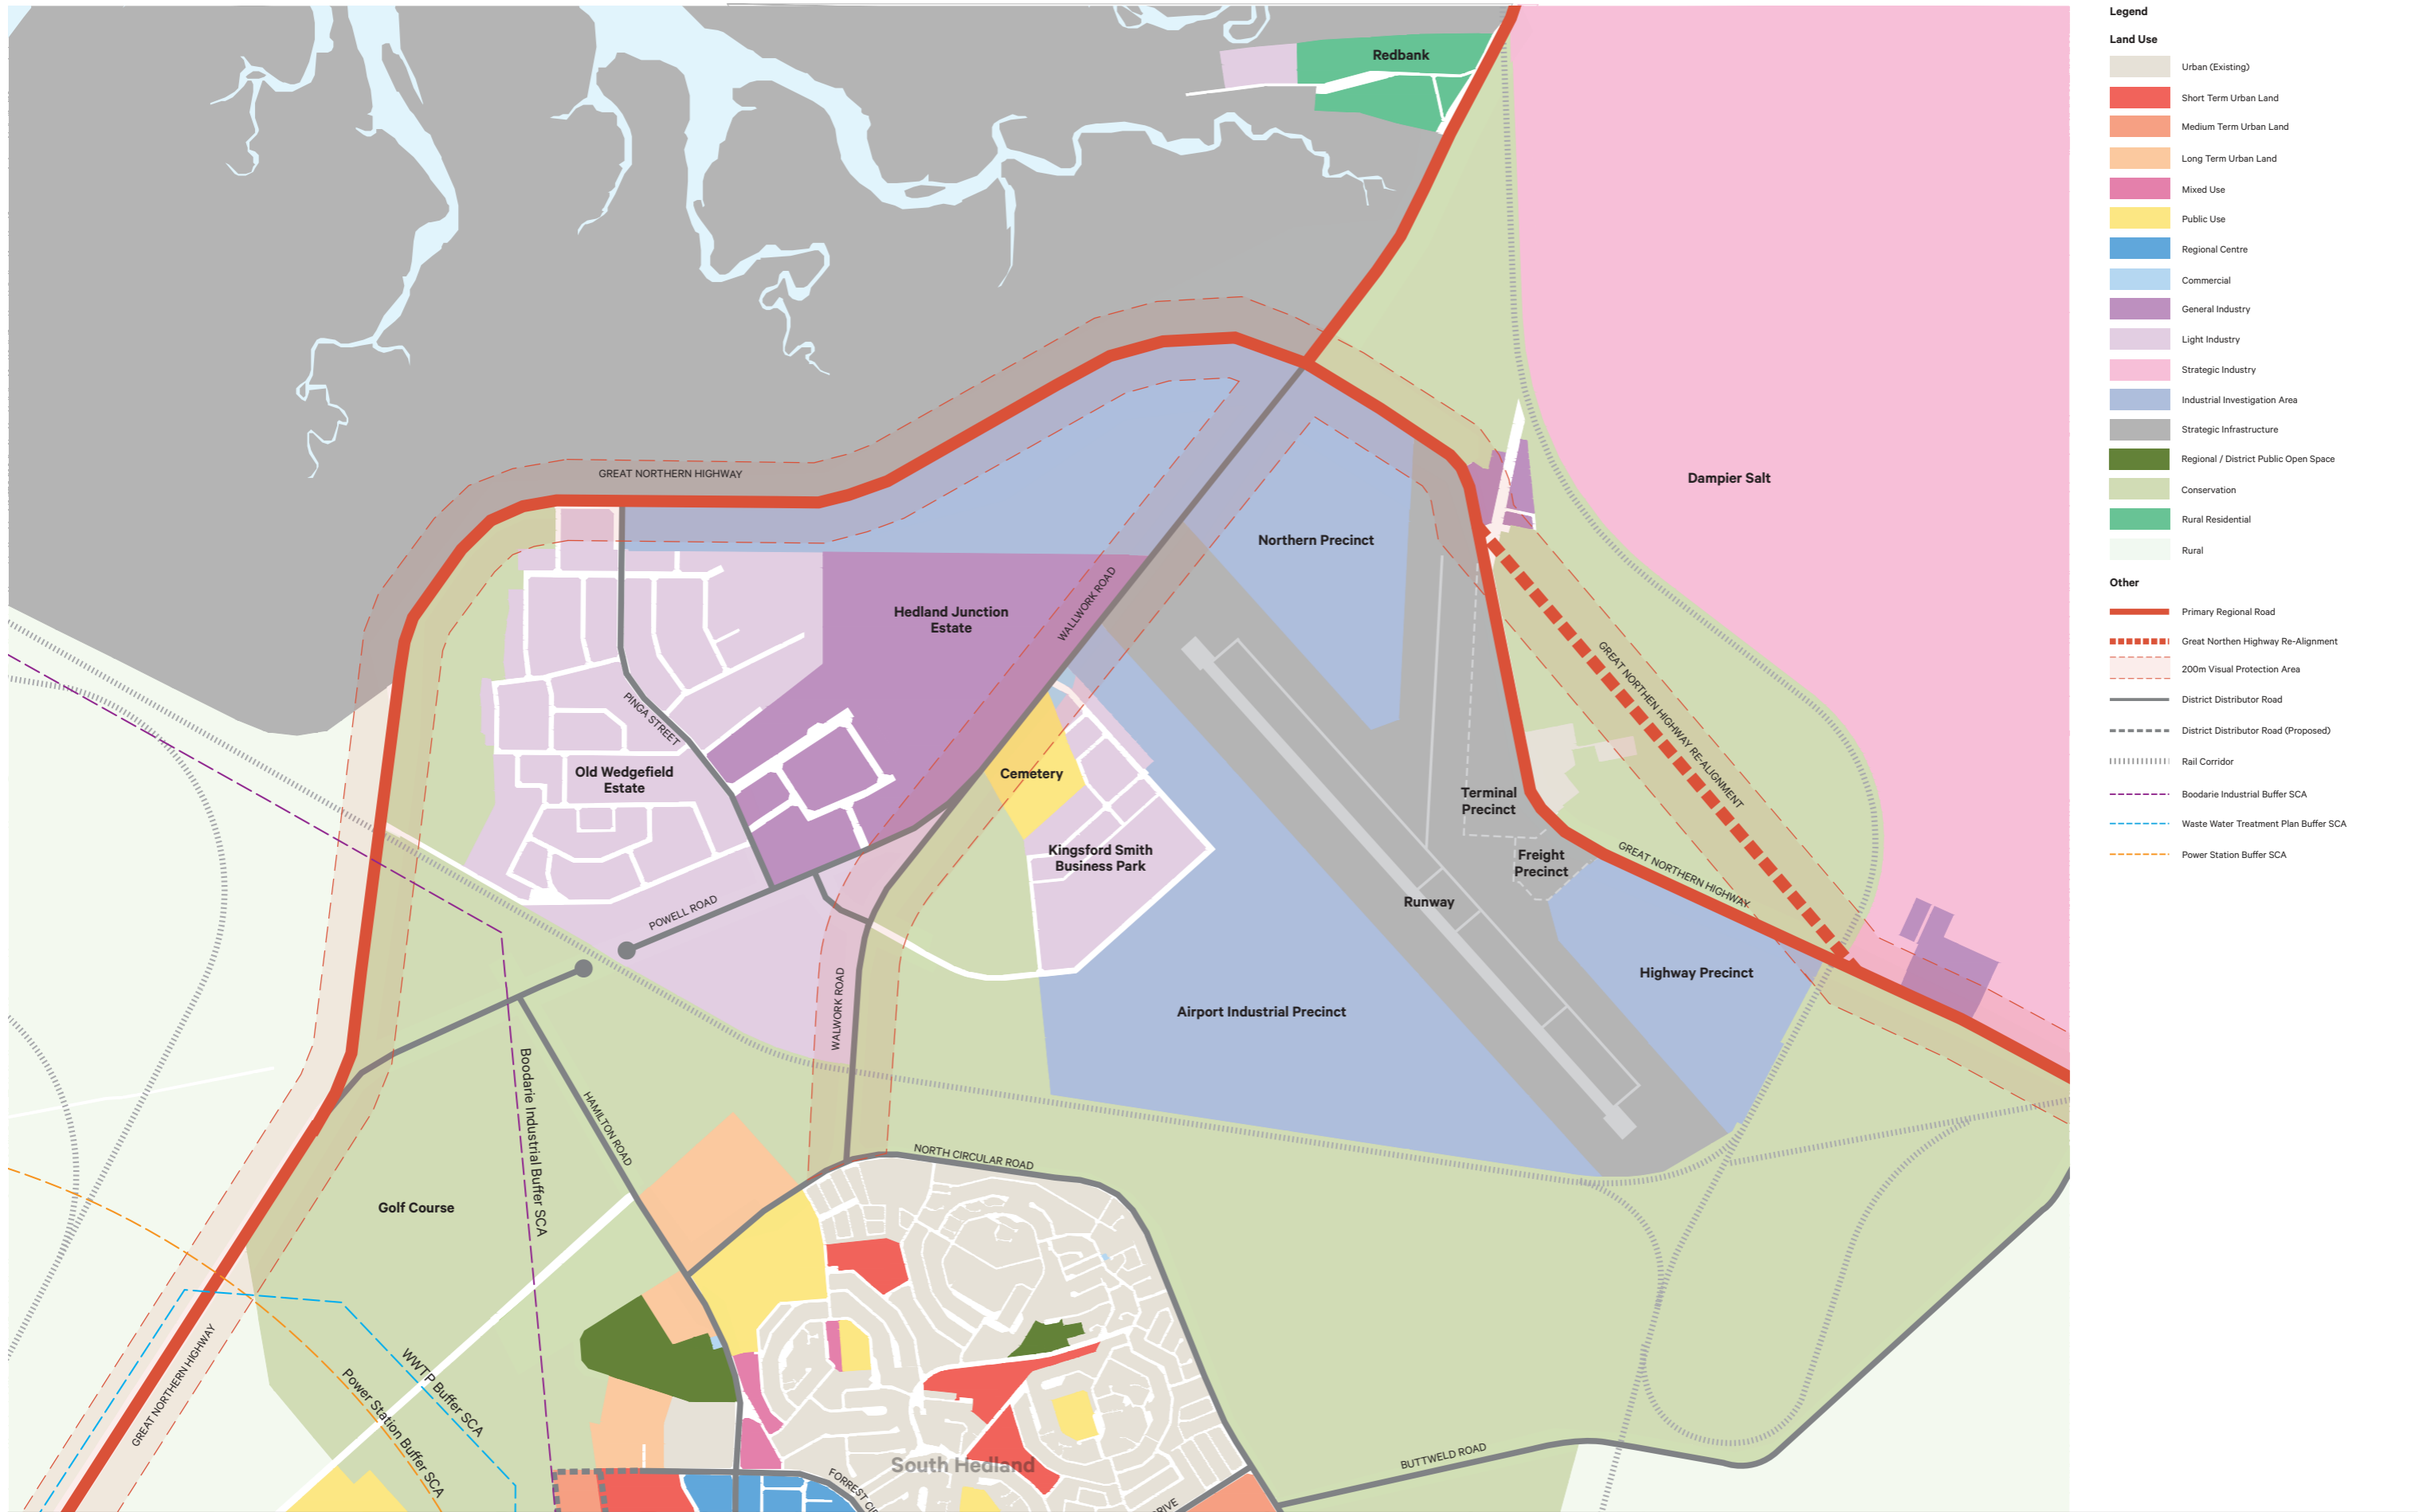 Redbank
GREAT NORTHERN HIGHWAY
Dampier Salt
Northern Precinct
Hedland Junction
Estate
WALLWORK ROAD
PINGA STREET
GREAT NORTHEN HIGHWAY RE-ALIGNMENT
Old Wedgefield
Estate
Cemetery
Terminal
Precinct
Kingsford Smith
Business Park
Freight
Precinct
GREAT NORTHERN HIGHWAY
Runway
POWELL ROAD
Highway Precinct
WALWORK ROAD
Airport Industrial Precinct
Boodarie Industrial Buffer SCA
HAMILTON ROAD
NORTH CIRCULAR ROAD
Golf Course
GREAT NORTHERN HIGHWAY
WWTP Buffer SCA
Power Station Buffer SCA
South Hedland
BUTTWELD ROAD
FORREST CIR
RIVE
Legend
Land Use
Urban (Existing)
Short Term Urban Land
Medium Term Urban Land
Long Term Urban Land
Mixed Use
Public Use
Regional Centre
Commercial
General Industry
Light Industry
Strategic Industry
Industrial Investigation Area
Strategic Infrastructure
Regional / District Public Open Space
Conservation
Rural Residential
Rural
Other
Primary Regional Road
Great Northen Highway Re-Alignment
200m Visual Protection Area
District Distributor Road
District Distributor Road (Proposed)
Rail Corridor
Boodarie Industrial Buffer SCA
Waste Water Treatment Plan Buffer SCA
Power Station Buffer SCA